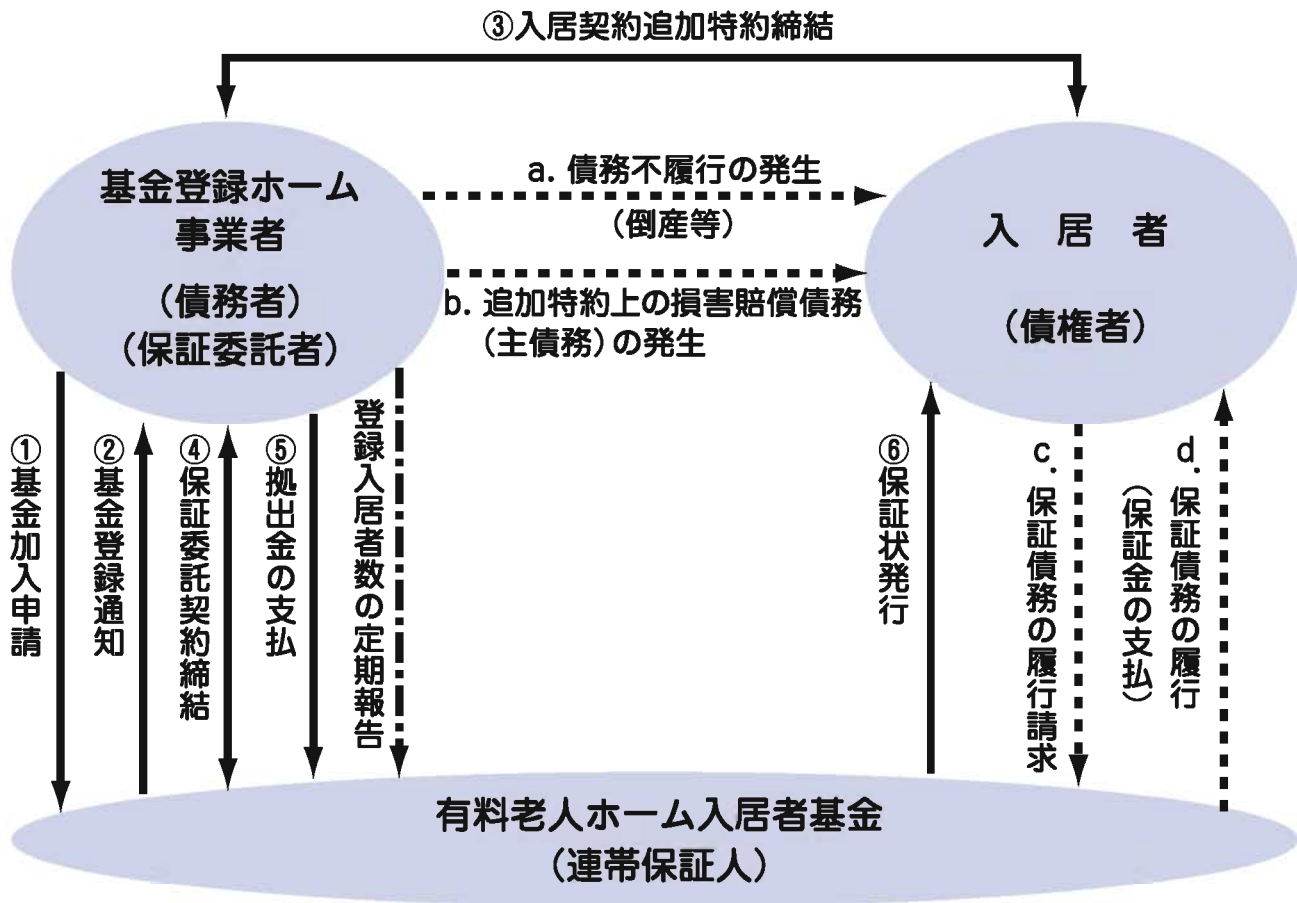 ③入居契約追加特約締結
基金登録ホーム
事業者
(債務者)
(保証委託者)
a. 債務不履行の発生
(倒産等)
b. 追加特約上の損害賠償債務
(主債務)の発生
入 居 者
(債権者)
①基金加入申請
②基金登録通知
④保証委託契約締結
⑤拠出金の支払
登録入居者数の定期報告
⑥保証状発行
c. 保証債務の履行請求
d. 保証債務の履行
(保証金の支払)
有料老人ホーム入居者基金
(連帯保証人)